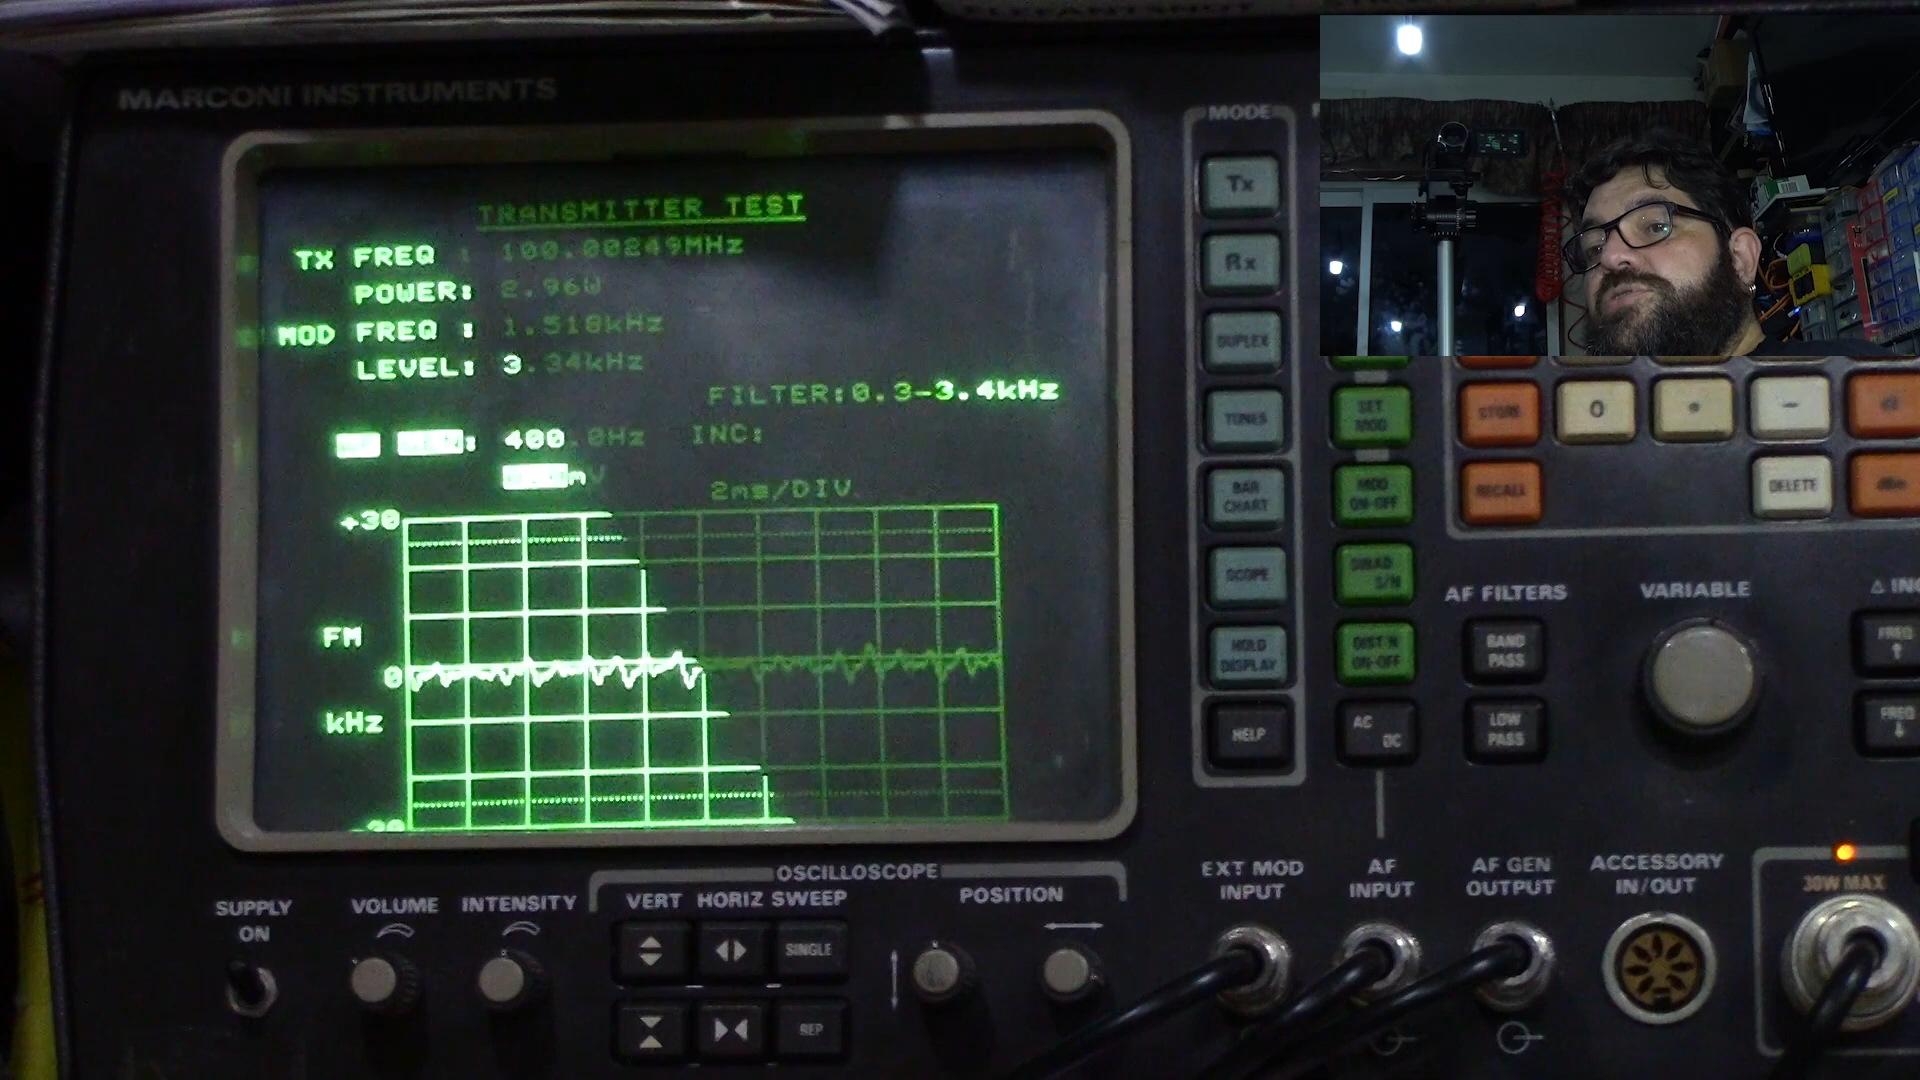 MARCONI INSTRUMENTS
TRANSMITTER TEST
TX FREQ : 100.00249MHz
POWER: 2.96W
MOD FREQ : 1.518kHz
LEVEL: 3.34kHz
FILTER:0.3-3.4kHz
400.0Hz INC:
2ms/DIV
+30
FM
0
kHz
MODE
Tx
Rx
DUPLEX
TONES
BAR CHART
SCOPE
HOLD DISPLAY
HELP
SET MOD
MOD ON-OFF
SINAD S/N
DIST'N ON-OFF
AC DC
STORE
0
-
RECALL
DELETE
AF FILTERS
BAND PASS
LOW PASS
VARIABLE
Δ INC
FREQ ↑
FREQ ↓
SUPPLY ON
VOLUME
INTENSITY
OSCILLOSCOPE
VERT HORIZ SWEEP
POSITION
SINGLE
REP
EXT MOD INPUT
AF INPUT
AF GEN OUTPUT
ACCESSORY IN/OUT
30W MAX